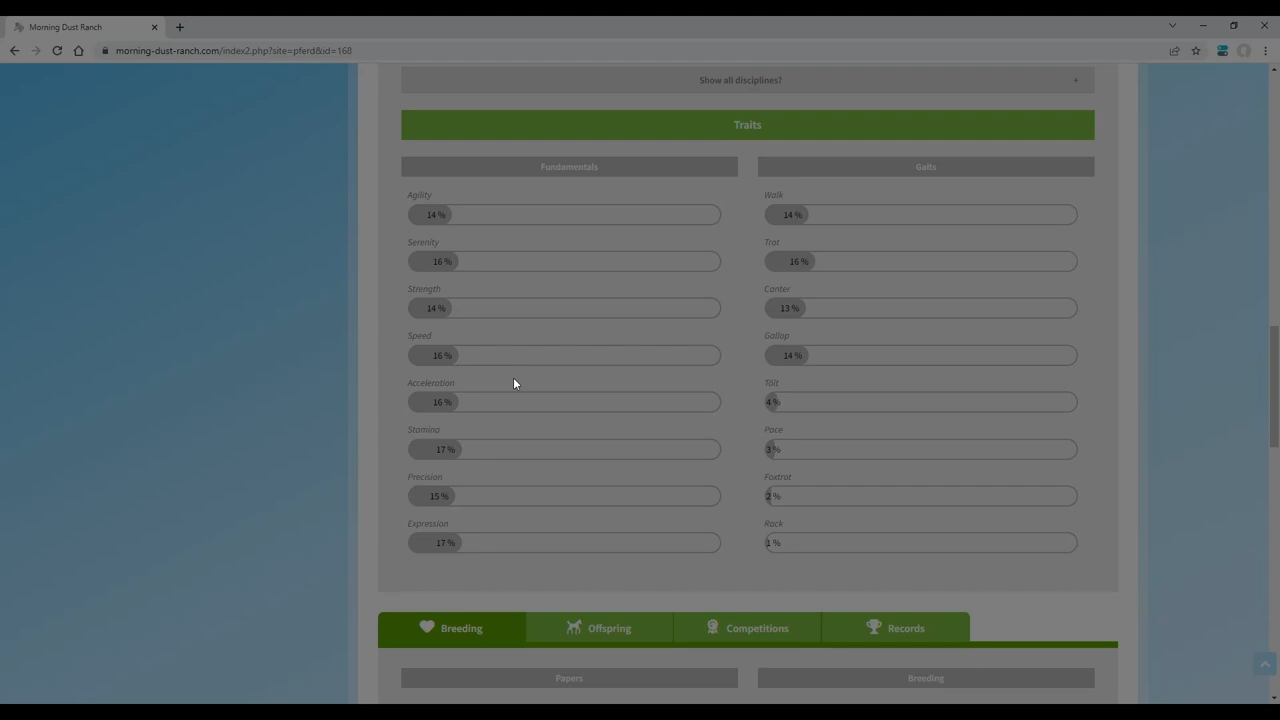 Morning Dust Ranch
morning-dust-ranch.com/index2.php?site=pferd&id=168
Show all disciplines? +
Traits
Fundamentals
Agility
14 %
Serenity
16 %
Strength
14 %
Speed
16 %
Acceleration
16 %
Stamina
17 %
Precision
15 %
Expression
17 %
Gaits
Walk
14 %
Trot
16 %
Canter
13 %
Gallop
14 %
Tölt
4 %
Pace
3 %
Foxtrot
2 %
Rack
1 %
Breeding Offspring Competitions Records
Papers
Breeding